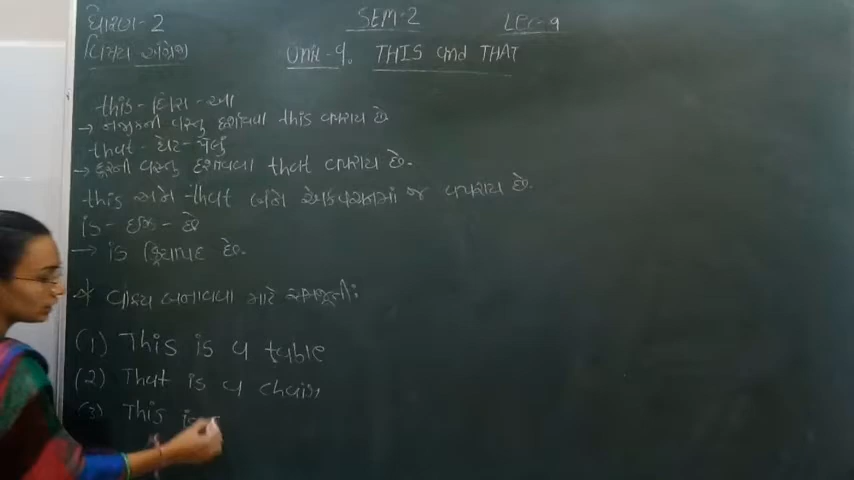 ધોરણ-2 SEM-2 LEC-9
વિષય અંગ્રેજી Unit-9. THIS and THAT
this - ધિસ - આ
→ નજીકની વસ્તુ દર્શાવવા this વપરાય છે
that - ધેટ - પેલું
→ દૂરની વસ્તુ દર્શાવવા that વપરાય છે.
this અને that બંને એકવચનમાં જ વપરાય છે.
is - ઈઝ - છે
→ is ક્રિયાપદ છે.
* વાક્ય બનાવવા માટે સમજૂતી:
(1) This is a table
(2) That is a chair,
(3) This is